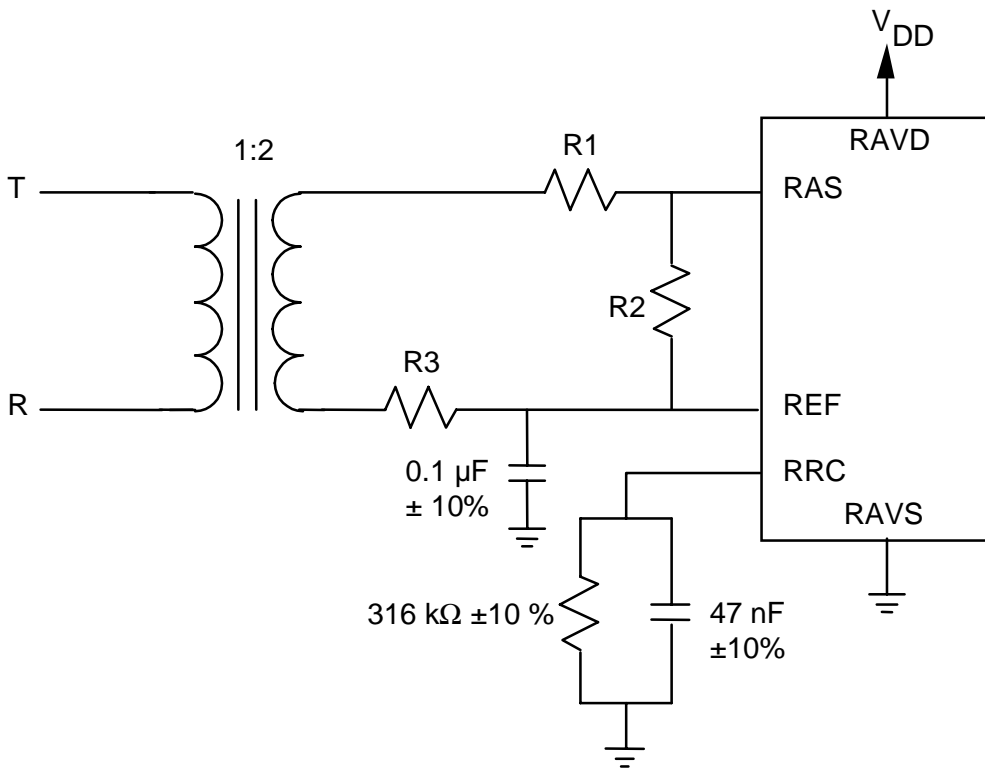 V DD
RAVD
1:2
R1
T
RAS
R2
R3
R
REF
0.1 µF
± 10%
RRC
RAVS
316 kΩ ±10 %
47 nF
±10%